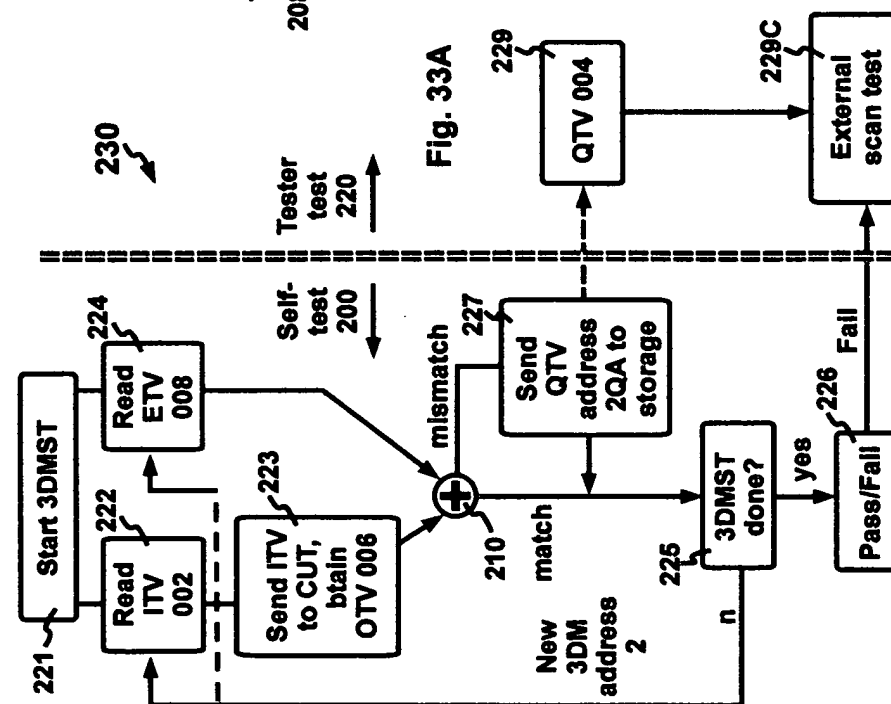 230
Fig. 33A
Self-
test
200
Tester
test
220
221
Start 3DMST
222
Read
ITV
002
224
Read
ETV
008
223
Send ITV
to CUT,
btain
OTV 006
mismatch
210
match
227
Send
QTV
address
2QA to
storage
229
QTV 004
New
3DM
address
2
225
3DMST
done?
n
yes
226
Pass/Fail
Fail
229C
External
scan test